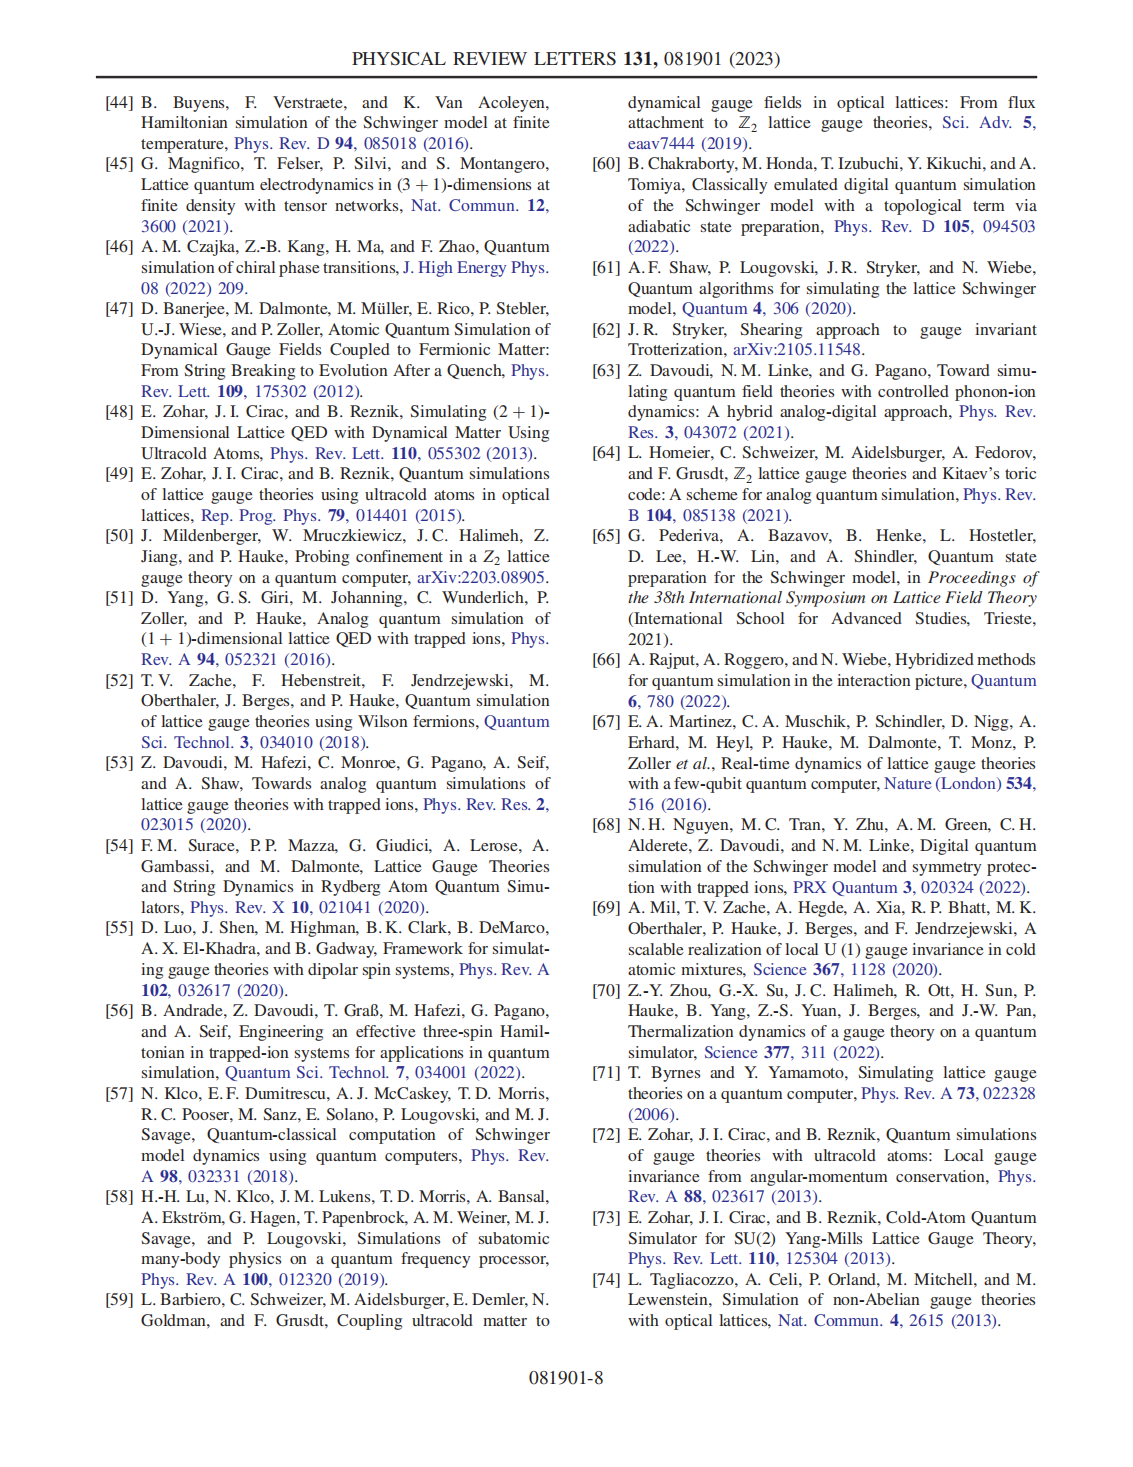 PHYSICAL REVIEW LETTERS 131, 081901 (2023)
[44] B. Buyens, F. Verstraete, and K. Van Acoleyen,
Hamiltonian simulation of the Schwinger model at finite
temperature, Phys. Rev. D 94, 085018 (2016).
[45] G. Magnifico, T. Felser, P. Silvi, and S. Montangero,
Lattice quantum electrodynamics in (3 + 1)-dimensions at
finite density with tensor networks, Nat. Commun. 12,
3600 (2021).
[46] A. M. Czajka, Z.-B. Kang, H. Ma, and F. Zhao, Quantum
simulation of chiral phase transitions, J. High Energy Phys.
08 (2022) 209.
[47] D. Banerjee, M. Dalmonte, M. Müller, E. Rico, P. Stebler,
U.-J. Wiese, and P. Zoller, Atomic Quantum Simulation of
Dynamical Gauge Fields Coupled to Fermionic Matter:
From String Breaking to Evolution After a Quench, Phys.
Rev. Lett. 109, 175302 (2012).
[48] E. Zohar, J. I. Cirac, and B. Reznik, Simulating (2 + 1)-
Dimensional Lattice QED with Dynamical Matter Using
Ultracold Atoms, Phys. Rev. Lett. 110, 055302 (2013).
[49] E. Zohar, J. I. Cirac, and B. Reznik, Quantum simulations
of lattice gauge theories using ultracold atoms in optical
lattices, Rep. Prog. Phys. 79, 014401 (2015).
[50] J. Mildenberger, W. Mruczkiewicz, J. C. Halimeh, Z.
Jiang, and P. Hauke, Probing confinement in a Z₂ lattice
gauge theory on a quantum computer, arXiv:2203.08905.
[51] D. Yang, G. S. Giri, M. Johanning, C. Wunderlich, P.
Zoller, and P. Hauke, Analog quantum simulation of
(1 + 1)-dimensional lattice QED with trapped ions, Phys.
Rev. A 94, 052321 (2016).
[52] T. V. Zache, F. Hebenstreit, F. Jendrzejewski, M.
Oberthaler, J. Berges, and P. Hauke, Quantum simulation
of lattice gauge theories using Wilson fermions, Quantum
Sci. Technol. 3, 034010 (2018).
[53] Z. Davoudi, M. Hafezi, C. Monroe, G. Pagano, A. Seif,
and A. Shaw, Towards analog quantum simulations of
lattice gauge theories with trapped ions, Phys. Rev. Res. 2,
023015 (2020).
[54] F. M. Surace, P. P. Mazza, G. Giudici, A. Lerose, A.
Gambassi, and M. Dalmonte, Lattice Gauge Theories
and String Dynamics in Rydberg Atom Quantum Simu-
lators, Phys. Rev. X 10, 021041 (2020).
[55] D. Luo, J. Shen, M. Highman, B. K. Clark, B. DeMarco,
A. X. El-Khadra, and B. Gadway, Framework for simulat-
ing gauge theories with dipolar spin systems, Phys. Rev. A
102, 032617 (2020).
[56] B. Andrade, Z. Davoudi, T. Graß, M. Hafezi, G. Pagano,
and A. Seif, Engineering an effective three-spin Hamil-
tonian in trapped-ion systems for applications in quantum
simulation, Quantum Sci. Technol. 7, 034001 (2022).
[57] N. Klco, E. F. Dumitrescu, A. J. McCaskey, T. D. Morris,
R. C. Pooser, M. Sanz, E. Solano, P. Lougovski, and M. J.
Savage, Quantum-classical computation of Schwinger
model dynamics using quantum computers, Phys. Rev.
A 98, 032331 (2018).
[58] H.-H. Lu, N. Klco, J. M. Lukens, T. D. Morris, A. Bansal,
A. Ekström, G. Hagen, T. Papenbrock, A. M. Weiner, M. J.
Savage, and P. Lougovski, Simulations of subatomic
many-body physics on a quantum frequency processor,
Phys. Rev. A 100, 012320 (2019).
[59] L. Barbiero, C. Schweizer, M. Aidelsburger, E. Demler, N.
Goldman, and F. Grusdt, Coupling ultracold matter to
dynamical gauge fields in optical lattices: From flux
attachment to ℤ₂ lattice gauge theories, Sci. Adv. 5,
eaav7444 (2019).
[60] B. Chakraborty, M. Honda, T. Izubuchi, Y. Kikuchi, and A.
Tomiya, Classically emulated digital quantum simulation
of the Schwinger model with a topological term via
adiabatic state preparation, Phys. Rev. D 105, 094503
(2022).
[61] A. F. Shaw, P. Lougovski, J. R. Stryker, and N. Wiebe,
Quantum algorithms for simulating the lattice Schwinger
model, Quantum 4, 306 (2020).
[62] J. R. Stryker, Shearing approach to gauge invariant
Trotterization, arXiv:2105.11548.
[63] Z. Davoudi, N. M. Linke, and G. Pagano, Toward simu-
lating quantum field theories with controlled phonon-ion
dynamics: A hybrid analog-digital approach, Phys. Rev.
Res. 3, 043072 (2021).
[64] L. Homeier, C. Schweizer, M. Aidelsburger, A. Fedorov,
and F. Grusdt, ℤ₂ lattice gauge theories and Kitaev's toric
code: A scheme for analog quantum simulation, Phys. Rev.
B 104, 085138 (2021).
[65] G. Pederiva, A. Bazavov, B. Henke, L. Hostetler,
D. Lee, H.-W. Lin, and A. Shindler, Quantum state
preparation for the Schwinger model, in Proceedings of
the 38th International Symposium on Lattice Field Theory
(International School for Advanced Studies, Trieste,
2021).
[66] A. Rajput, A. Roggero, and N. Wiebe, Hybridized methods
for quantum simulation in the interaction picture, Quantum
6, 780 (2022).
[67] E. A. Martinez, C. A. Muschik, P. Schindler, D. Nigg, A.
Erhard, M. Heyl, P. Hauke, M. Dalmonte, T. Monz, P.
Zoller et al., Real-time dynamics of lattice gauge theories
with a few-qubit quantum computer, Nature (London) 534,
516 (2016).
[68] N. H. Nguyen, M. C. Tran, Y. Zhu, A. M. Green, C. H.
Alderete, Z. Davoudi, and N. M. Linke, Digital quantum
simulation of the Schwinger model and symmetry protec-
tion with trapped ions, PRX Quantum 3, 020324 (2022).
[69] A. Mil, T. V. Zache, A. Hegde, A. Xia, R. P. Bhatt, M. K.
Oberthaler, P. Hauke, J. Berges, and F. Jendrzejewski, A
scalable realization of local U (1) gauge invariance in cold
atomic mixtures, Science 367, 1128 (2020).
[70] Z.-Y. Zhou, G.-X. Su, J. C. Halimeh, R. Ott, H. Sun, P.
Hauke, B. Yang, Z.-S. Yuan, J. Berges, and J.-W. Pan,
Thermalization dynamics of a gauge theory on a quantum
simulator, Science 377, 311 (2022).
[71] T. Byrnes and Y. Yamamoto, Simulating lattice gauge
theories on a quantum computer, Phys. Rev. A 73, 022328
(2006).
[72] E. Zohar, J. I. Cirac, and B. Reznik, Quantum simulations
of gauge theories with ultracold atoms: Local gauge
invariance from angular-momentum conservation, Phys.
Rev. A 88, 023617 (2013).
[73] E. Zohar, J. I. Cirac, and B. Reznik, Cold-Atom Quantum
Simulator for SU(2) Yang-Mills Lattice Gauge Theory,
Phys. Rev. Lett. 110, 125304 (2013).
[74] L. Tagliacozzo, A. Celi, P. Orland, M. Mitchell, and M.
Lewenstein, Simulation of non-Abelian gauge theories
with optical lattices, Nat. Commun. 4, 2615 (2013).
081901-8